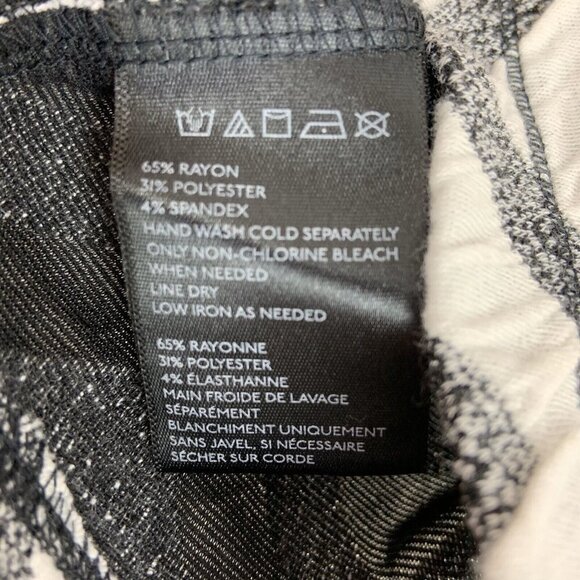 65% RAYON
31% POLYESTER
4% SPANDEX
HAND WASH COLD SEPARATELY
ONLY NON-CHLORINE BLEACH
WHEN NEEDED
LINE DRY
LOW IRON AS NEEDED
65% RAYONNE
31% POLYESTER
4% ÉLASTHANNE
MAIN FROIDE DE LAVAGE
SÉPARÉMENT
BLANCHIMENT UNIQUEMENT
SANS JAVEL, SI NÉCESSAIRE
SÉCHER SUR CORDE